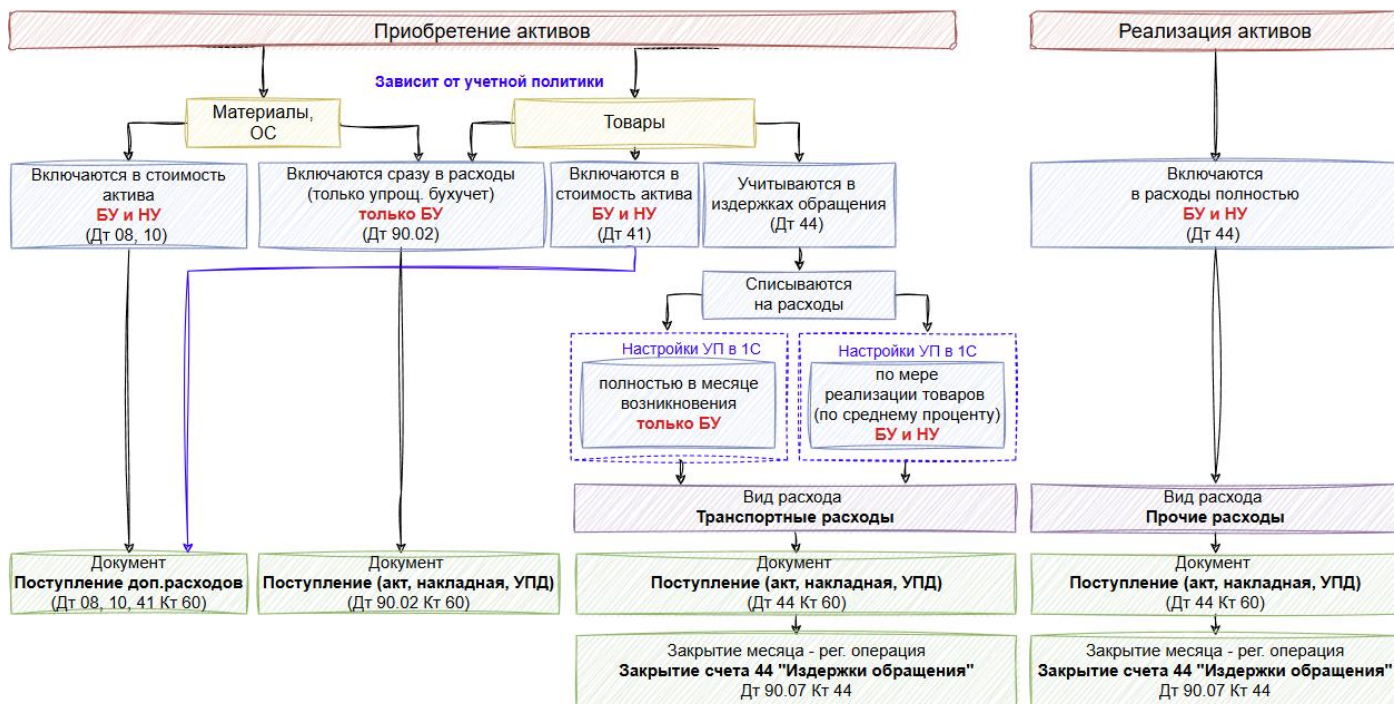 Приобретение активов
Реализация активов
Зависит от учетной политики
Материалы,
ОС
Товары
Включаются в стоимость
актива
БУ и НУ
(Дт 08, 10)
Включаются сразу в расходы
(только упрощ. бухучет)
только БУ
(Дт 90.02)
Включаются в
стоимость актива
БУ и НУ
(Дт 41)
Учитываются в
издержках обращения
(Дт 44)
Включаются
в расходы полностью
БУ и НУ
(Дт 44)
Списываются
на расходы
Настройки УП в 1С
полностью в месяце
возникновения
только БУ
Настройки УП в 1С
по мере
реализации товаров
(по среднему проценту)
БУ и НУ
Вид расхода
Транспортные расходы
Вид расхода
Прочие расходы
Документ
Поступление доп.расходов
(Дт 08, 10, 41 Кт 60)
Документ
Поступление (акт, накладная, УПД)
(Дт 90.02 Кт 60)
Документ
Поступление (акт, накладная, УПД)
(Дт 44 Кт 60)
Документ
Поступление (акт, накладная, УПД)
(Дт 44 Кт 60)
Закрытие месяца - рег. операция
Закрытие счета 44 "Издержки обращения"
Дт 90.07 Кт 44
Закрытие месяца - рег. операция
Закрытие счета 44 "Издержки обращения"
Дт 90.07 Кт 44